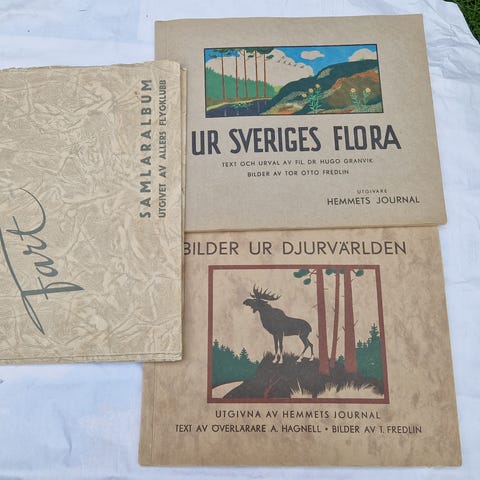 Fart
SAMLARALBUM
UTGIVET AV ALLERS FLYGKLUBB
UR SVERIGES FLORA
TEXT OCH URVAL AV FIL. DR HUGO GRANVIK
BILDER AV TOR OTTO FREDLIN
UTGIVARE
HEMMETS JOURNAL
BILDER UR DJURVÄRLDEN
UTGIVNA AV HEMMETS JOURNAL
TEXT AV ÖVERLÄRARE A. HAGNELL • BILDER AV T. FREDLIN